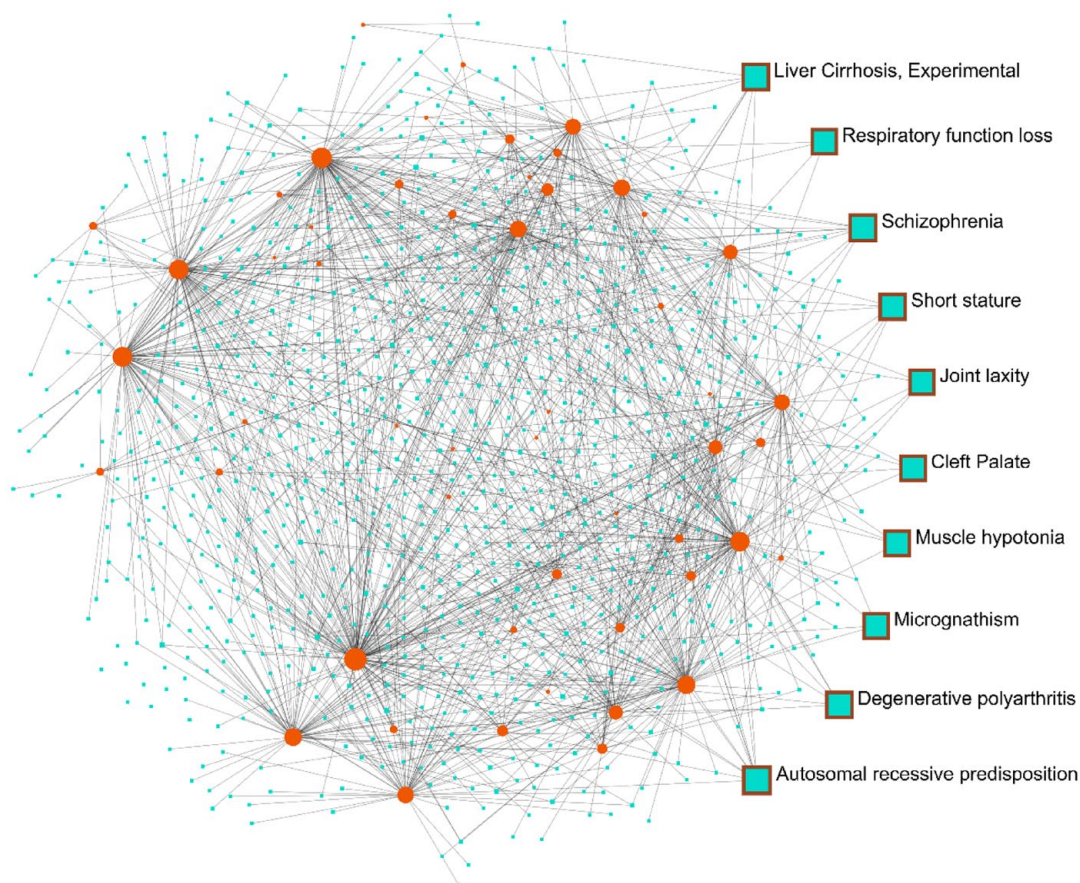 Liver Cirrhosis, Experimental
Respiratory function loss
Schizophrenia
Short stature
Joint laxity
Cleft Palate
Muscle hypotonia
Micrognathism
Degenerative polyarthritis
Autosomal recessive predisposition